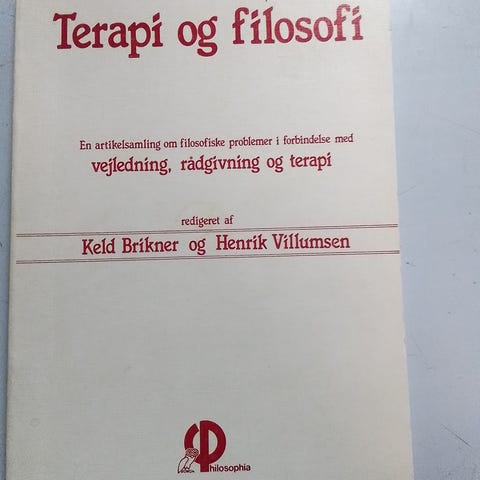 Terapi og filosofi
En artikelsamling om filosofiske problemer i forbindelse med
vejledning, rådgivning og terapi
redigeret af
Keld Brikner og Henrik Villumsen
Philosophia